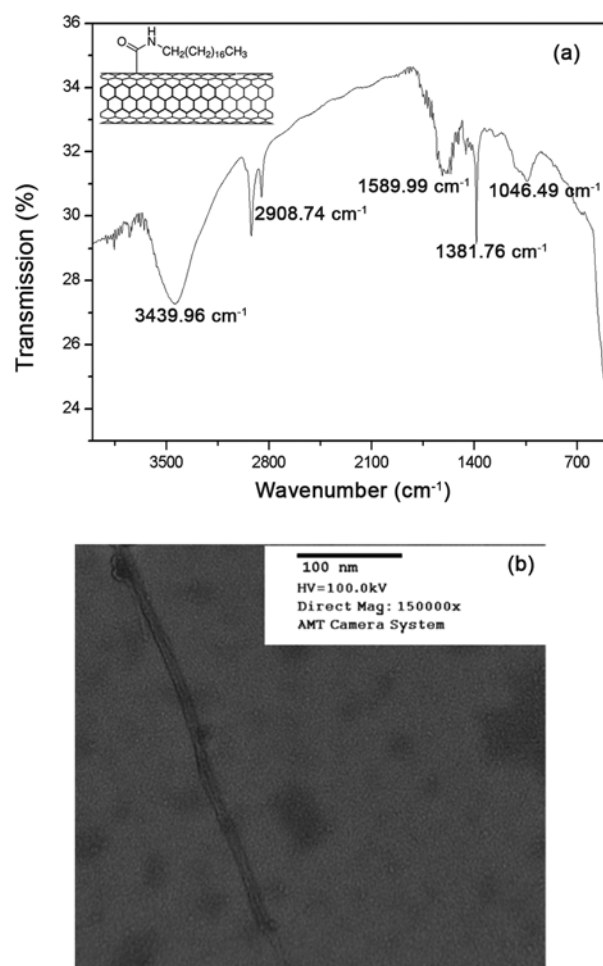 36
34
32
30
28
26
24
Transmission (%)
(a)
O
H
N
CH₂(CH₂)₁₆CH₃
3439.96 cm⁻¹
2908.74 cm⁻¹
1589.99 cm⁻¹
1381.76 cm⁻¹
1046.49 cm⁻¹
3500 2800 2100 1400 700
Wavenumber (cm⁻¹)
(b)
100 nm
HV=100.0kV
Direct Mag: 150000x
AMT Camera System